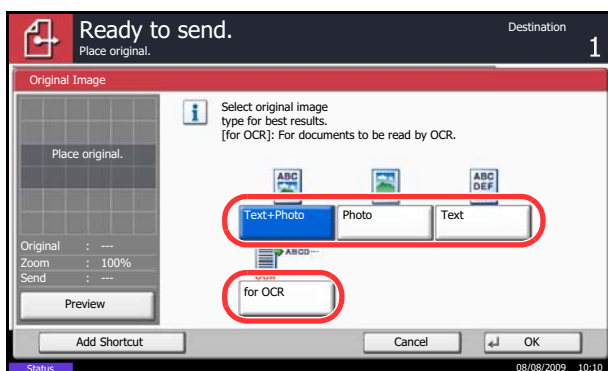 Ready to send.
Destination
Place original.
1
Original Image
Select original image
type for best results.
[for OCR]: For documents to be read by OCR.
Place original.
ABC
ABC
DEF
Text+Photo
Photo
Text
Original : ---
Zoom : 100%
Send : ---
ABCD---
for OCR
Preview
Add Shortcut
Cancel
OK
Status
08/08/2009 10:10